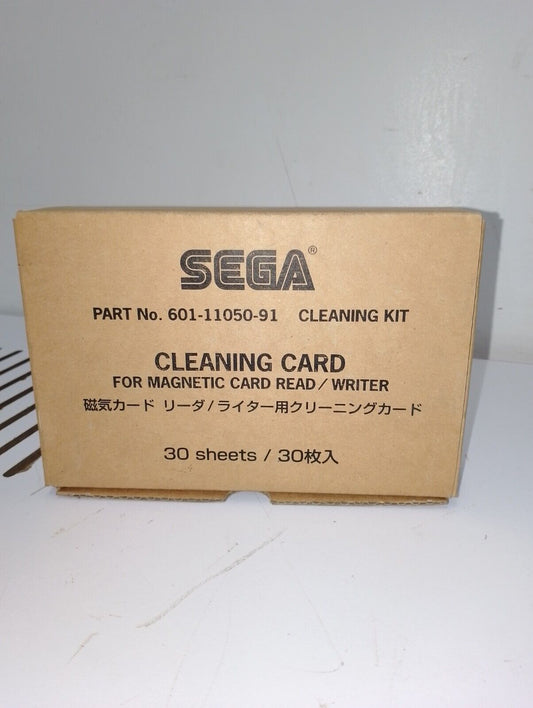 SEGA®
PART No. 601-11050-91 CLEANING KIT
CLEANING CARD
FOR MAGNETIC CARD READ/WRITER
磁気カード リーダ/ライター用クリーニングカード
30 sheets / 30枚入